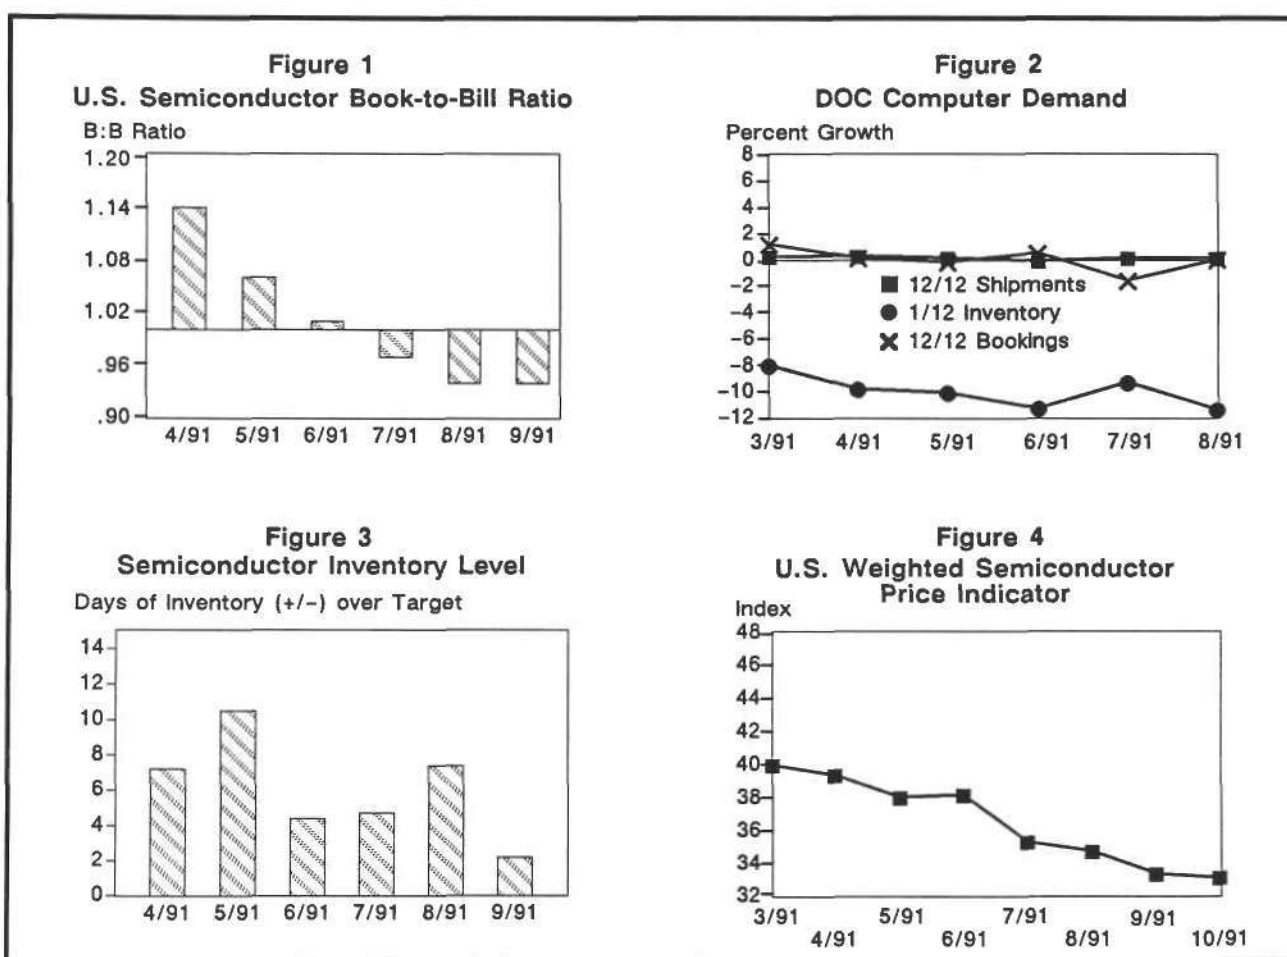 Figure 1
U.S. Semiconductor Book-to-Bill Ratio
B:B Ratio
1.20
1.14
1.08
1.02
.96
.90
4/91 5/91 6/91 7/91 8/91 9/91
Figure 2
DOC Computer Demand
Percent Growth
8
6
4
2
0
-2
-4
-6
-8
-10
-12
12/12 Shipments
1/12 Inventory
12/12 Bookings
3/91 4/91 5/91 6/91 7/91 8/91
Figure 3
Semiconductor Inventory Level
Days of Inventory (+/-) over Target
14
12
10
8
6
4
2
0
4/91 5/91 6/91 7/91 8/91 9/91
Figure 4
U.S. Weighted Semiconductor
Price Indicator
Index
48
46
44
42
40
38
36
34
32
3/91 5/91 7/91 9/91
4/91 6/91 8/91 10/91